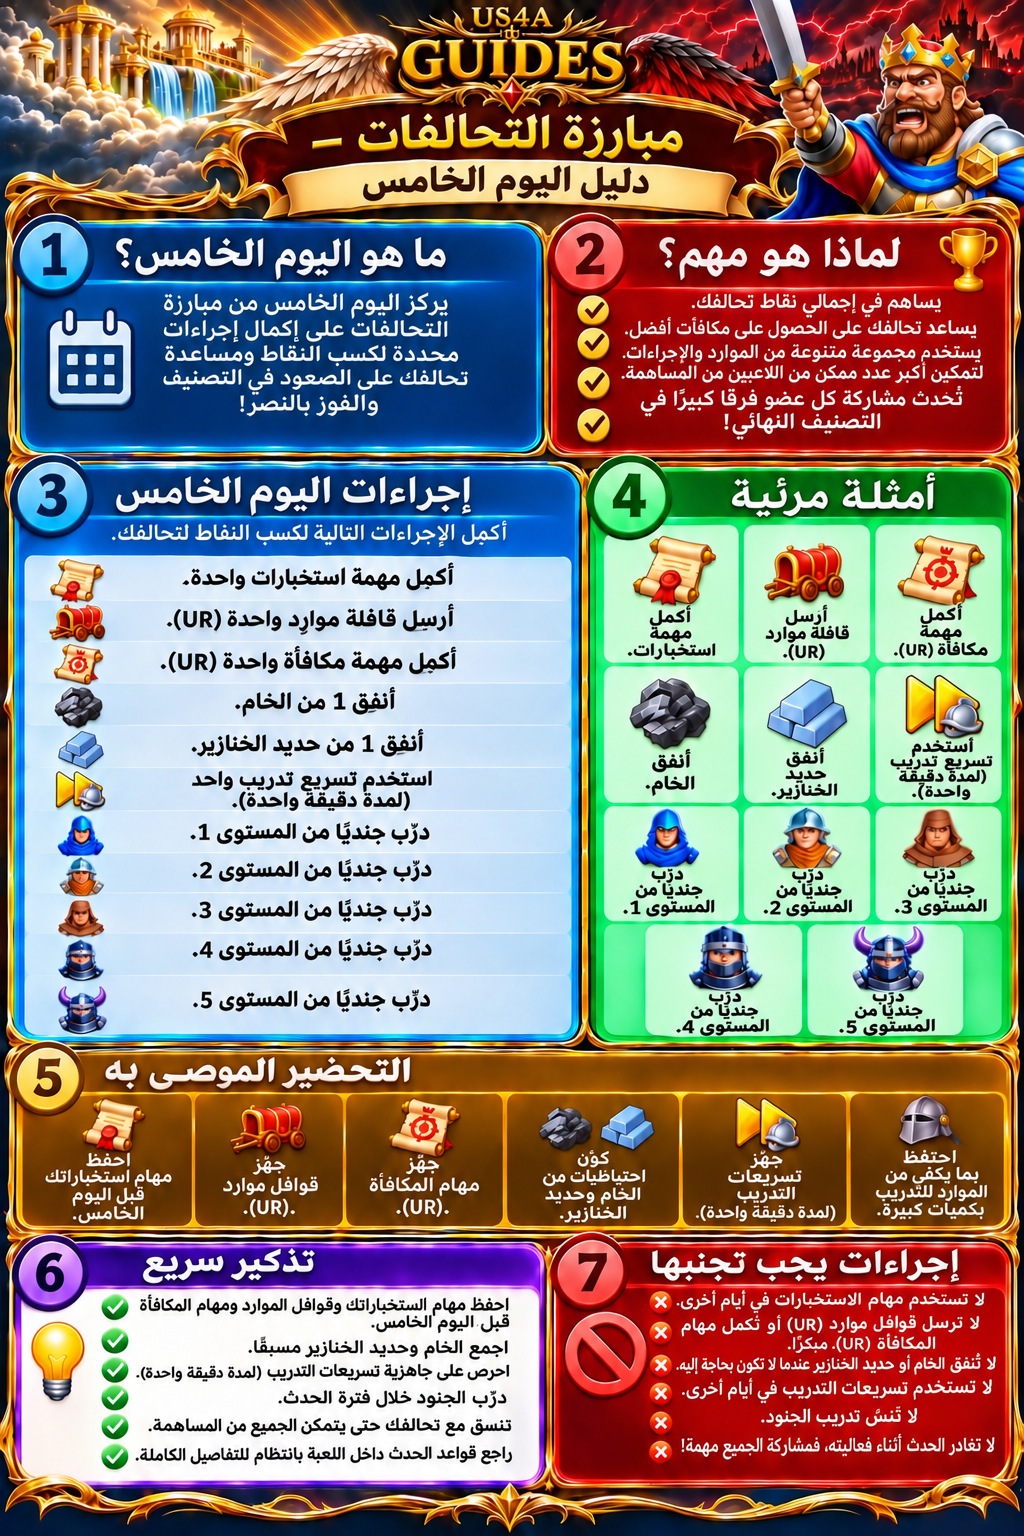 US4A
GUIDES
مبارزة التحالفات –
دليل اليوم الخامس
1
ما هو اليوم الخامس؟
يركز اليوم الخامس من مبارزة
التحالفات على إكمال إجراءات
محددة لكسب النقاط ومساعدة
تحالفك على الصعود في التصنيف
والفوز بالنصر!
2
لماذا هو مهم؟
يساهم في إجمالي نقاط تحالفك.
يساعد تحالفك على الحصول على مكافآت أفضل.
يستخدم مجموعة متنوعة من الموارد والإجراءات.
لتمكين أكبر عدد ممكن من اللاعبين من المساهمة.
تُخدث مشاركة كل عضو فرقا كبيرًا في
التصنيف النهائي!
3
إجراءات اليوم الخامس
أكمِل الإجراءات التالية لكسب النقاط لتحالفك.
أكمِل مهمة استخبارات واحدة.
أرسِل قافلة موارِد واحدة (UR).
أكمِل مهمة مكافأة واحدة (UR).
أنفِق 1 من الخام.
أنفِق 1 من حديد الخنازير.
استخدم تسريع تدريب واحد
(لمدة دقيقة واحدة).
درِّب جنديًا من المستوى 1.
درِّب جنديًا من المستوى 2.
درِّب جنديًا من المستوى 3.
درِّب جنديًا من المستوى 4.
درِّب جنديًا من المستوى 5.
4
أمثلة مرئية
أكمل
مهمة
مكافأة (UR).
أرسل
قافلة موارد
(UR).
أكمل
مهمة
استخبارات.
أستخدم
تسريع تدريب
(لمدة دقيقة
واحدة).
أنفق
حديد
الخنازير.
أنفق
الخام.
درِّب
جنديًا من
المستوى 3.
درِّب
جنديًا من
المستوى 2.
درِّب
جنديًا من
المستوى 1.
درِّب
جنديًا من
المستوى 5.
درِّب
جنديًا من
المستوى 4.
5
التحضير الموصى به
احتفظ
بما يكفي من
الموارد للتدريب
بكميات كبيرة.
جهّز
تسريعات
التدريب
(لمدة دقيقة واحدة).
كوّن
احتياظيات من
الخام وحديد
الخنازير.
جهّز
مهام المكافأة
(UR).
جهّز
قوافل موارد
(UR).
احفظ
مهام استخباراتك
قبل اليوم
الخامس.
6
تذكير سريع
إحفظ مهام الستخباراتك وقوافل الموارد ومهام المكافأة
قبل اليوم الخامس.
اجمع الخام وحديد الخنازير مسبقًا.
احرص على جاهزية تسريعات التدريب (لمدة دقيقة واحدة).
درِّب الجنود خلال فترة الحدث.
تنسق مع تحالفك حتى يتمكن الجميع من المساهمة.
راجع قواعد الحدث داخل اللعبة بانتظام للتفاصيل الكاملة.
7
إجراءات يجب تجنبها
لا تستخدم مهام الاستخبارات في أيام أخرى.
لا ترسل قوافل موارد (UR) أو تُكمل مهام
المكافأة (UR). مبكرًا.
لا تُنفق الخام أو حديد الخنازير عندما لا تكون بحاجة إليه.
لا تستخدم تسريعات التدريب في أيام أخرى.
لا تَنسَّ تدريب الجنود.
لا تغادر الحدث أثناء فعاليته، فمشاركة الجميع مهمة!